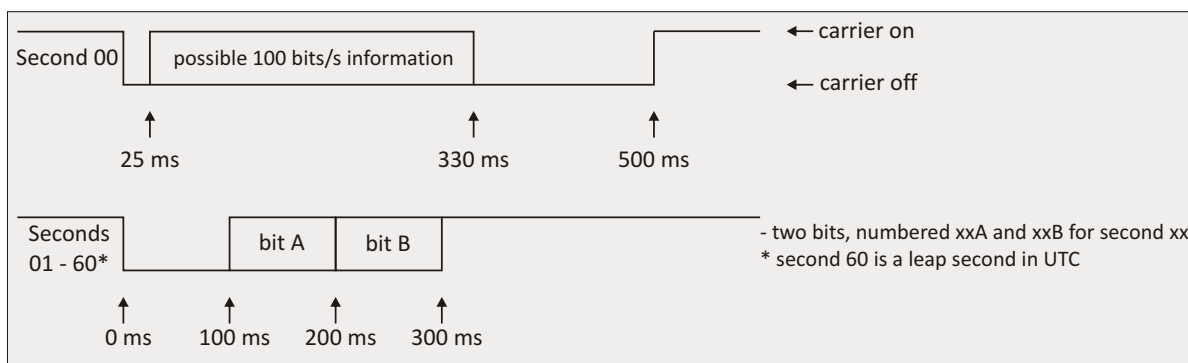 Second 00
possible 100 bits/s information
carrier on
carrier off
25 ms
330 ms
500 ms
Seconds
01 - 60*
bit A
bit B
- two bits, numbered xxA and xxB for second xx
* second 60 is a leap second in UTC
0 ms
100 ms
200 ms
300 ms